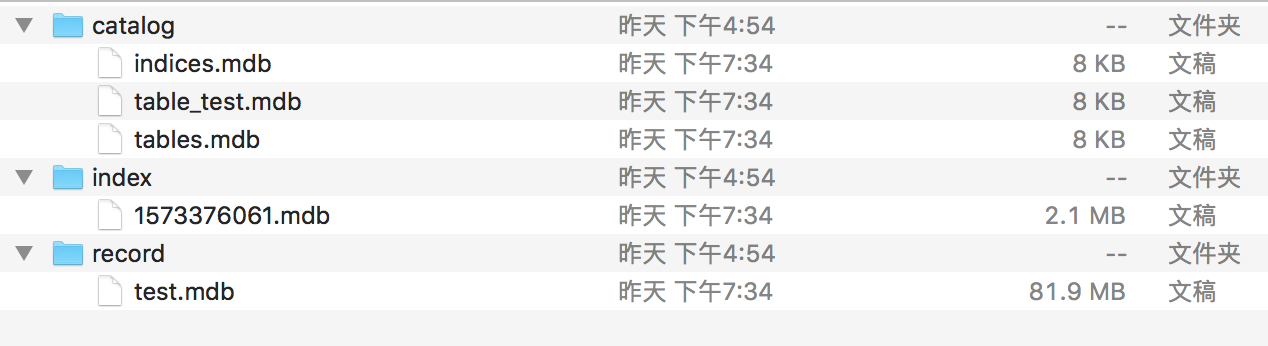 catalog 昨天 下午4:54 -- 文件夹
indices.mdb 昨天 下午7:34 8 KB 文稿
table_test.mdb 昨天 下午7:34 8 KB 文稿
tables.mdb 昨天 下午7:34 8 KB 文稿
index 昨天 下午4:54 -- 文件夹
1573376061.mdb 昨天 下午7:34 2.1 MB 文稿
record 昨天 下午4:54 -- 文件夹
test.mdb 昨天 下午7:34 81.9 MB 文稿